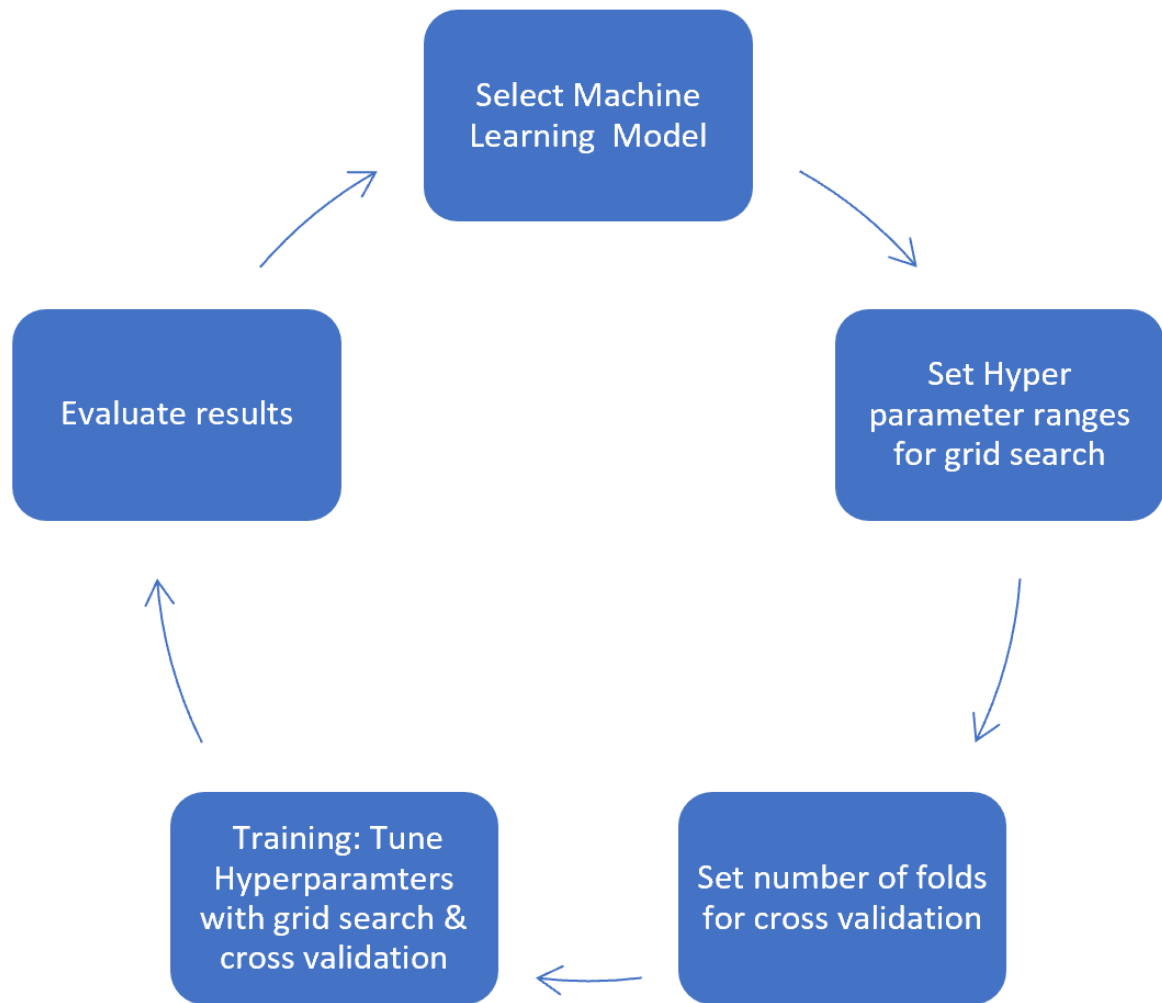 Select Machine
Learning  Model
Set Hyper
parameter ranges
for grid search
Set number of folds
for cross validation
Training: Tune
Hyperparamters
with grid search &
cross validation
Evaluate results